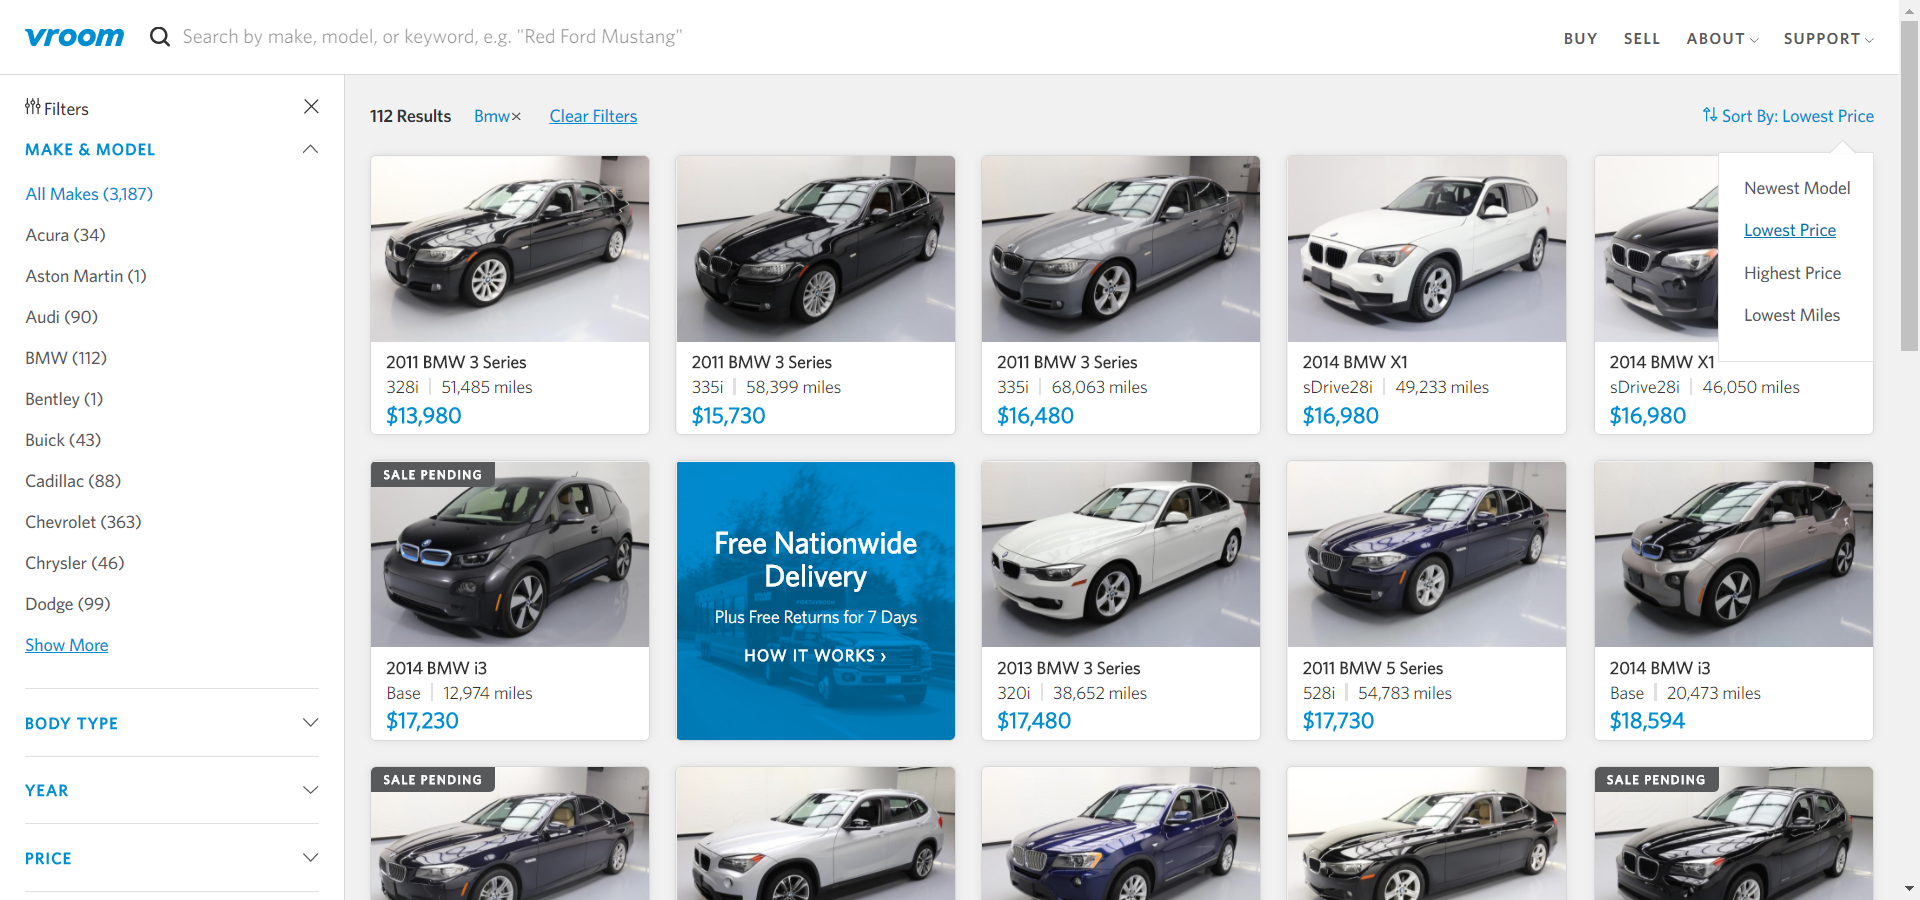 vroom
Search by make, model, or keyword, e.g. "Red Ford Mustang"
BUY SELL ABOUT SUPPORT
Filters
MAKE & MODEL
All Makes (3,187)
Acura (34)
Aston Martin (1)
Audi (90)
BMW (112)
Bentley (1)
Buick (43)
Cadillac (88)
Chevrolet (363)
Chrysler (46)
Dodge (99)
Show More
BODY TYPE
YEAR
PRICE
112 Results Bmw× Clear Filters
Sort By: Lowest Price
Newest Model
Lowest Price
Highest Price
Lowest Miles
2011 BMW 3 Series
328i | 51,485 miles
$13,980
2011 BMW 3 Series
335i | 58,399 miles
$15,730
2011 BMW 3 Series
335i | 68,063 miles
$16,480
2014 BMW X1
sDrive28i | 49,233 miles
$16,980
2014 BMW X1
sDrive28i | 46,050 miles
$16,980
SALE PENDING
2014 BMW i3
Base | 12,974 miles
$17,230
Free Nationwide
Delivery
Plus Free Returns for 7 Days
HOW IT WORKS ›
2013 BMW 3 Series
320i | 38,652 miles
$17,480
2011 BMW 5 Series
528i | 54,783 miles
$17,730
2014 BMW i3
Base | 20,473 miles
$18,594
SALE PENDING
SALE PENDING